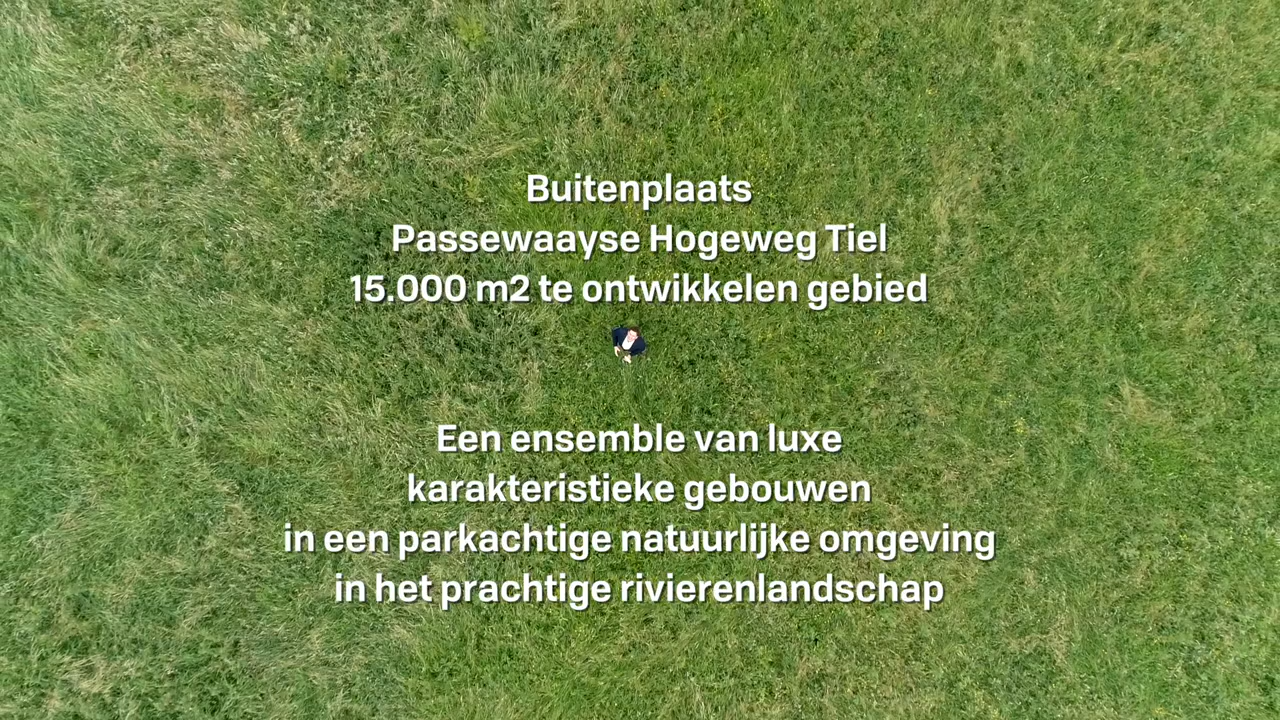 Buitenplaats
Passewaayse Hogeweg Tiel
15.000 m2 te ontwikkelen gebied
Een ensemble van luxe
karakteristieke gebouwen
in een parkachtige natuurlijke omgeving
in het prachtige rivierenlandschap